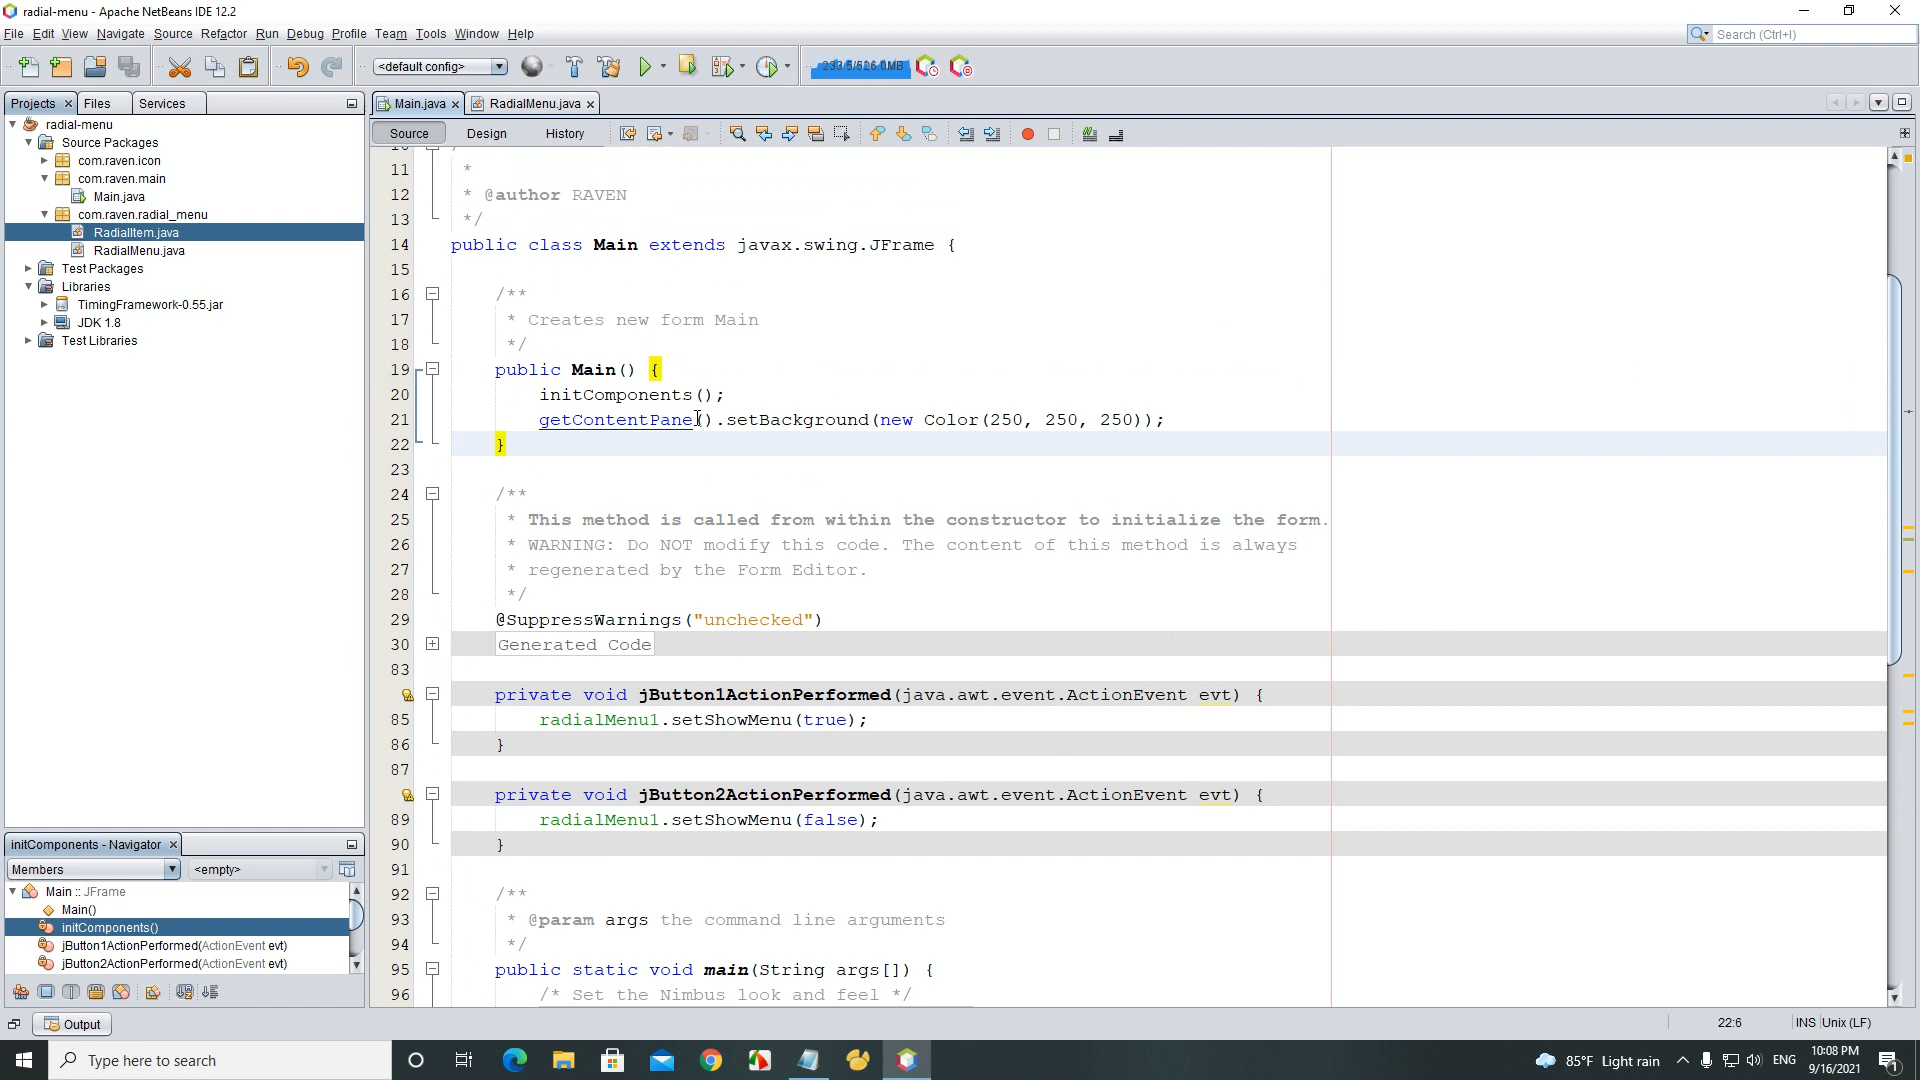 radial-menu - Apache NetBeans IDE 12.2
File Edit View Navigate Source Refactor Run Debug Profile Team Tools Window Help
Search (Ctrl+I)
<default config>
233.5/526.0MB
Projects Files Services
Main.java RadialMenu.java
Source Design History
radial-menu
Source Packages
com.raven.icon
com.raven.main
Main.java
com.raven.radial_menu
RadialItem.java
RadialMenu.java
Test Packages
Libraries
TimingFramework-0.55.jar
JDK 1.8
Test Libraries
11 *
12 * @author RAVEN
13 */
14 public class Main extends javax.swing.JFrame {
15
16 /**
17 * Creates new form Main
18 */
19 public Main() {
20 initComponents();
21 getContentPane().setBackground(new Color(250, 250, 250));
22 }
23
24 /**
25 * This method is called from within the constructor to initialize the form.
26 * WARNING: Do NOT modify this code. The content of this method is always
27 * regenerated by the Form Editor.
28 */
29 @SuppressWarnings("unchecked")
30 Generated Code
83
private void jButton1ActionPerformed(java.awt.event.ActionEvent evt) {
85 radialMenu1.setShowMenu(true);
86 }
87
private void jButton2ActionPerformed(java.awt.event.ActionEvent evt) {
89 radialMenu1.setShowMenu(false);
90 }
91
92 /**
93 * @param args the command line arguments
94 */
95 public static void main(String args[]) {
96 /* Set the Nimbus look and feel */
initComponents - Navigator
Members <empty>
Main :: JFrame
Main()
initComponents()
jButton1ActionPerformed(ActionEvent evt)
jButton2ActionPerformed(ActionEvent evt)
Output
22:6 INS Unix (LF)
Type here to search
85°F Light rain ENG
10:08 PM
9/16/2021
1